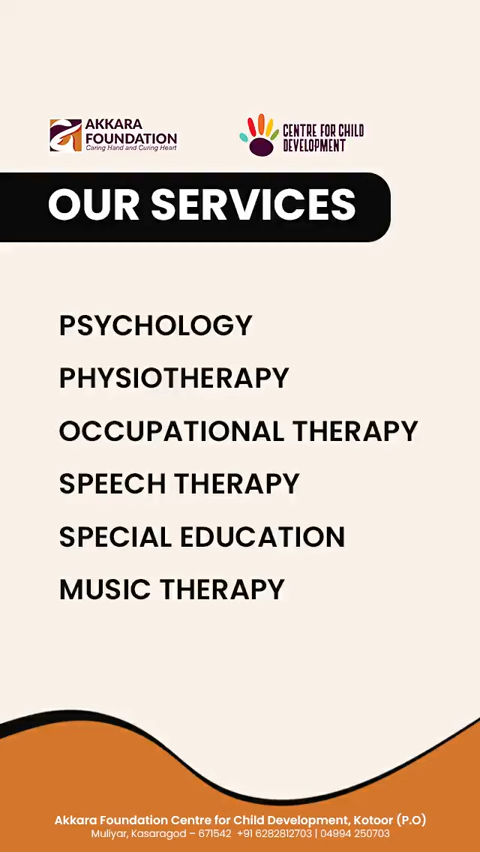 AKKARA
FOUNDATION
Caring Hand and Curing Heart
CENTRE FOR CHILD
DEVELOPMENT
OUR SERVICES
PSYCHOLOGY
PHYSIOTHERAPY
OCCUPATIONAL THERAPY
SPEECH THERAPY
SPECIAL EDUCATION
MUSIC THERAPY
Akkara Foundation Centre for Child Development, Kotoor (P.O)
Muliyar, Kasaragod – 671542 +91 6282812703 | 04994 250703